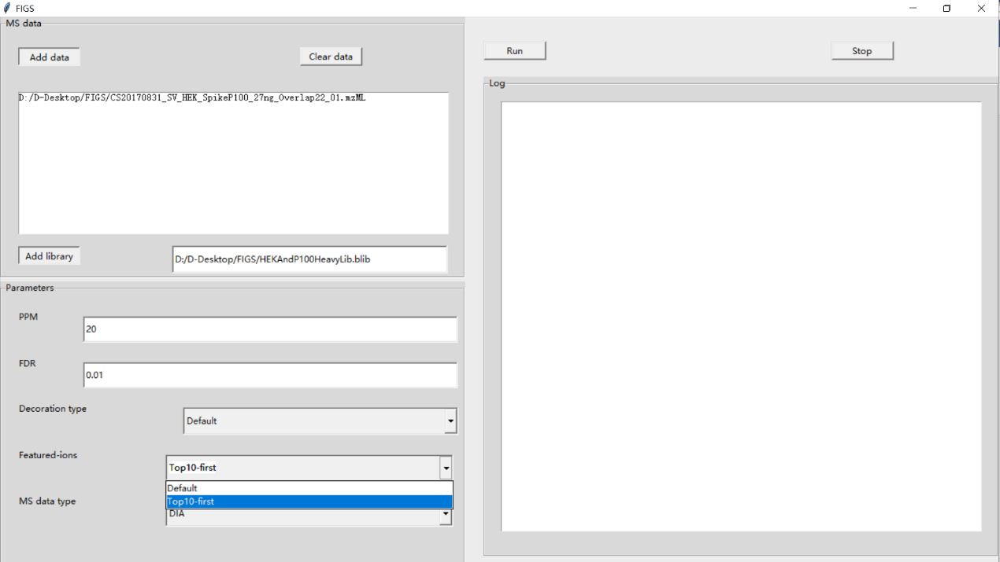 FIGS
MS data
Add data
Clear data
D:/D-Desktop/FIGS/CS20170831_SV_HEK_SpikeP100_27ng_Overlap22_01.mzML
Add library
D:/D-Desktop/FIGS/HEKAndP100HeavyLib.blib
Parameters
PPM
20
FDR
0.01
Decoration type
Default
Featured-ions
Top10-first
Default
Top10-first
MS data type
DIA
Run
Stop
Log